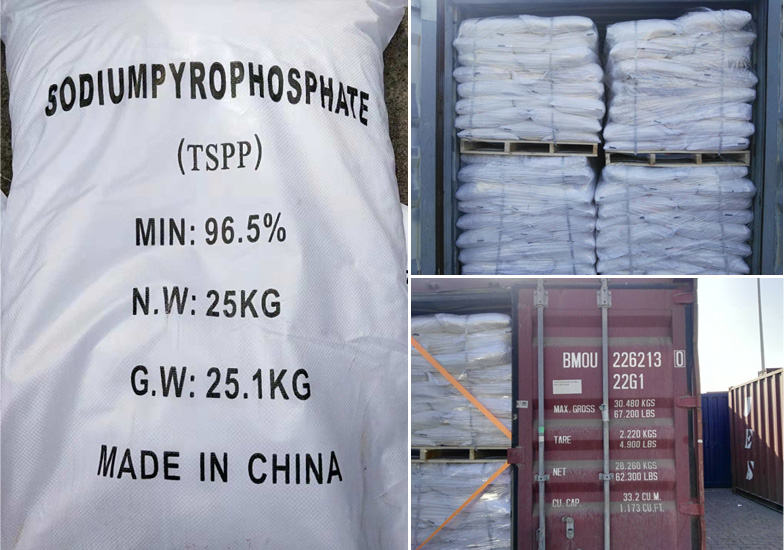 SODIUMPYROPHOSPHATE
(TSPP)
MIN: 96.5%
N.W: 25KG
G.W: 25.1KG
MADE IN CHINA
BMOU 226213 0
22G1
MAX. GROSS 30.480 KGS
67.200 LBS
TARE 2.220 KGS
4.900 LBS
NET 28.260 KGS
62.300 LBS
CU. CAP. 33.2 CU.M.
1.173 CU.FT.